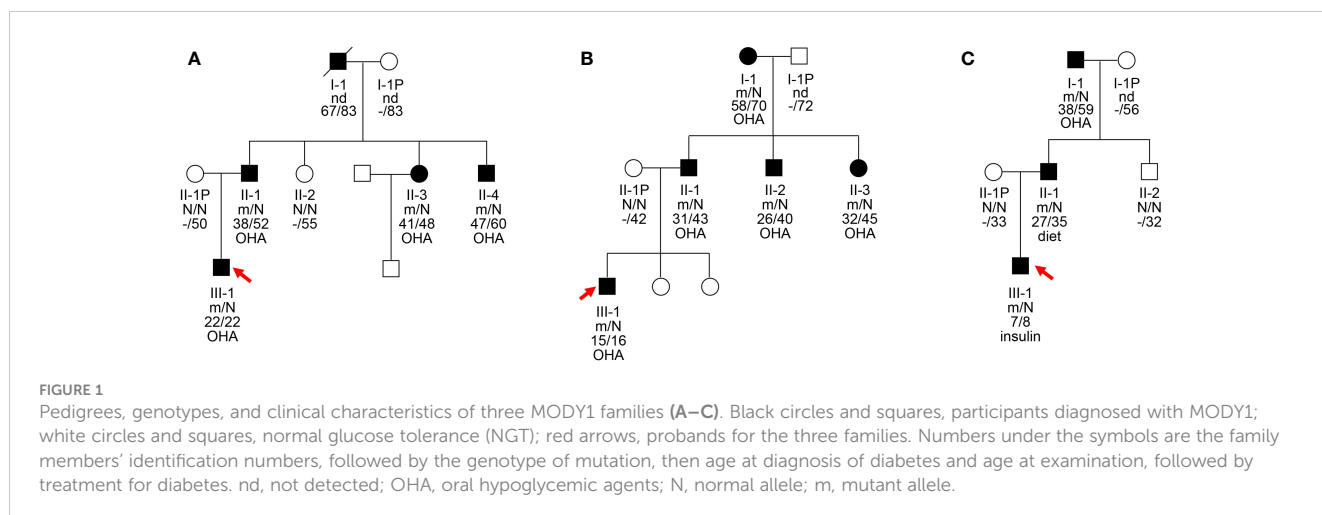 A
I-1
nd
67/83
I-1P
nd
-/83
II-1P
N/N
-/50
II-1
m/N
38/52
OHA
II-2
N/N
-/55
II-3
m/N
41/48
OHA
II-4
m/N
47/60
OHA
III-1
m/N
22/22
OHA
B
I-1
m/N
58/70
OHA
I-1P
nd
-/72
II-1P
N/N
-/42
II-1
m/N
31/43
OHA
II-2
m/N
26/40
OHA
II-3
m/N
32/45
OHA
III-1
m/N
15/16
OHA
C
I-1
m/N
38/59
OHA
I-1P
nd
-/56
II-1P
N/N
-/33
II-1
m/N
27/35
diet
II-2
N/N
-/32
III-1
m/N
7/8
insulin
FIGURE 1
Pedigrees, genotypes, and clinical characteristics of three MODY1 families (A–C). Black circles and squares, participants diagnosed with MODY1;
white circles and squares, normal glucose tolerance (NGT); red arrows, probands for the three families. Numbers under the symbols are the family
members’ identification numbers, followed by the genotype of mutation, then age at diagnosis of diabetes and age at examination, followed by
treatment for diabetes. nd, not detected; OHA, oral hypoglycemic agents; N, normal allele; m, mutant allele.